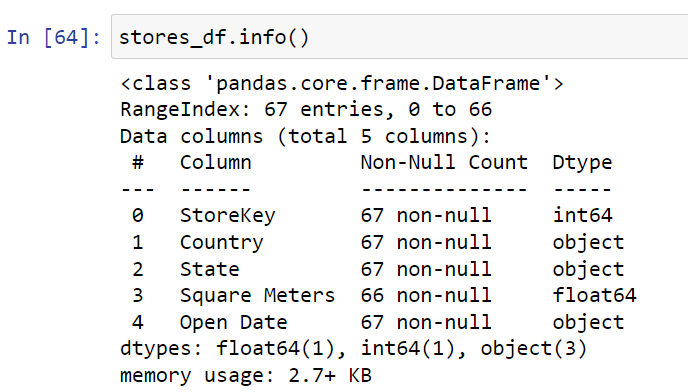 In [64]: stores_df.info()
<class 'pandas.core.frame.DataFrame'>
RangeIndex: 67 entries, 0 to 66
Data columns (total 5 columns):
 #   Column         Non-Null Count  Dtype
---  ------         --------------  -----
 0   StoreKey       67 non-null     int64
 1   Country        67 non-null     object
 2   State          67 non-null     object
 3   Square Meters  66 non-null     float64
 4   Open Date      67 non-null     object
dtypes: float64(1), int64(1), object(3)
memory usage: 2.7+ KB